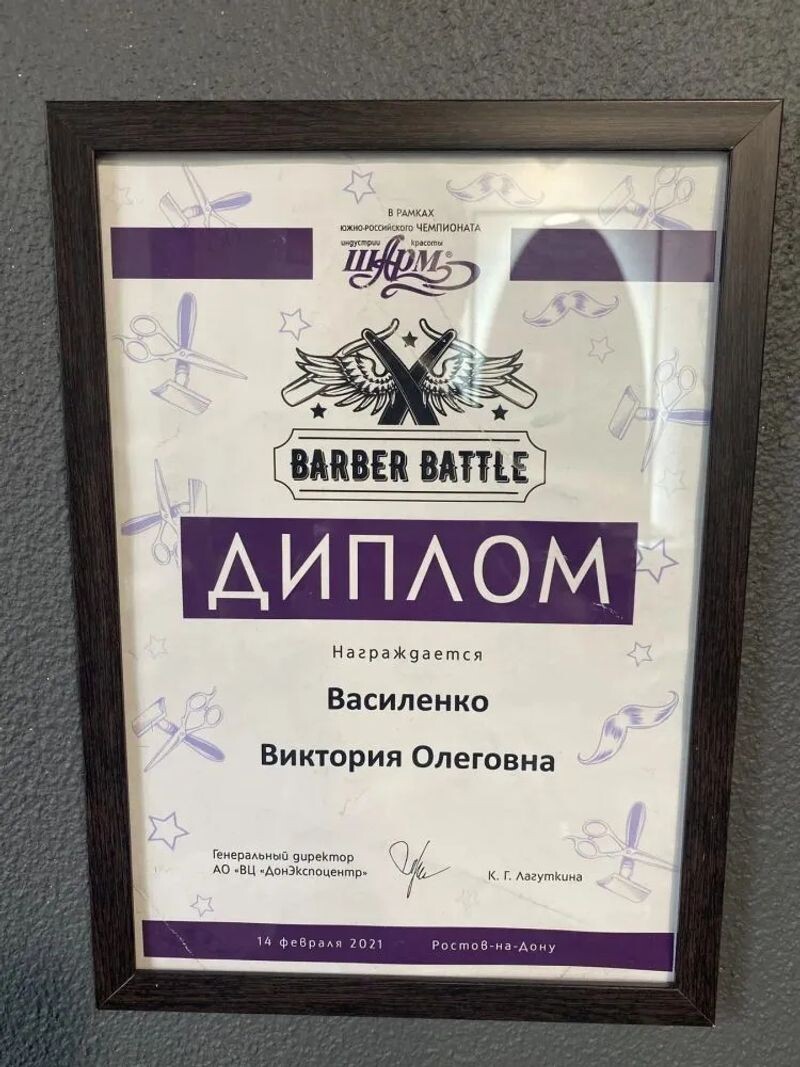 В РАМКАХ
ЮЖНО-РОССИЙСКОГО ЧЕМПИОНАТА
индустрии красоты
ШАРМ®
BARBER BATTLE
ДИПЛОМ
Награждается
Василенко
Виктория Олеговна
Генеральный директор
АО «ВЦ «ДонЭкспоцентр»
К. Г. Лагуткина
14 февраля 2021 Ростов-на-Дону